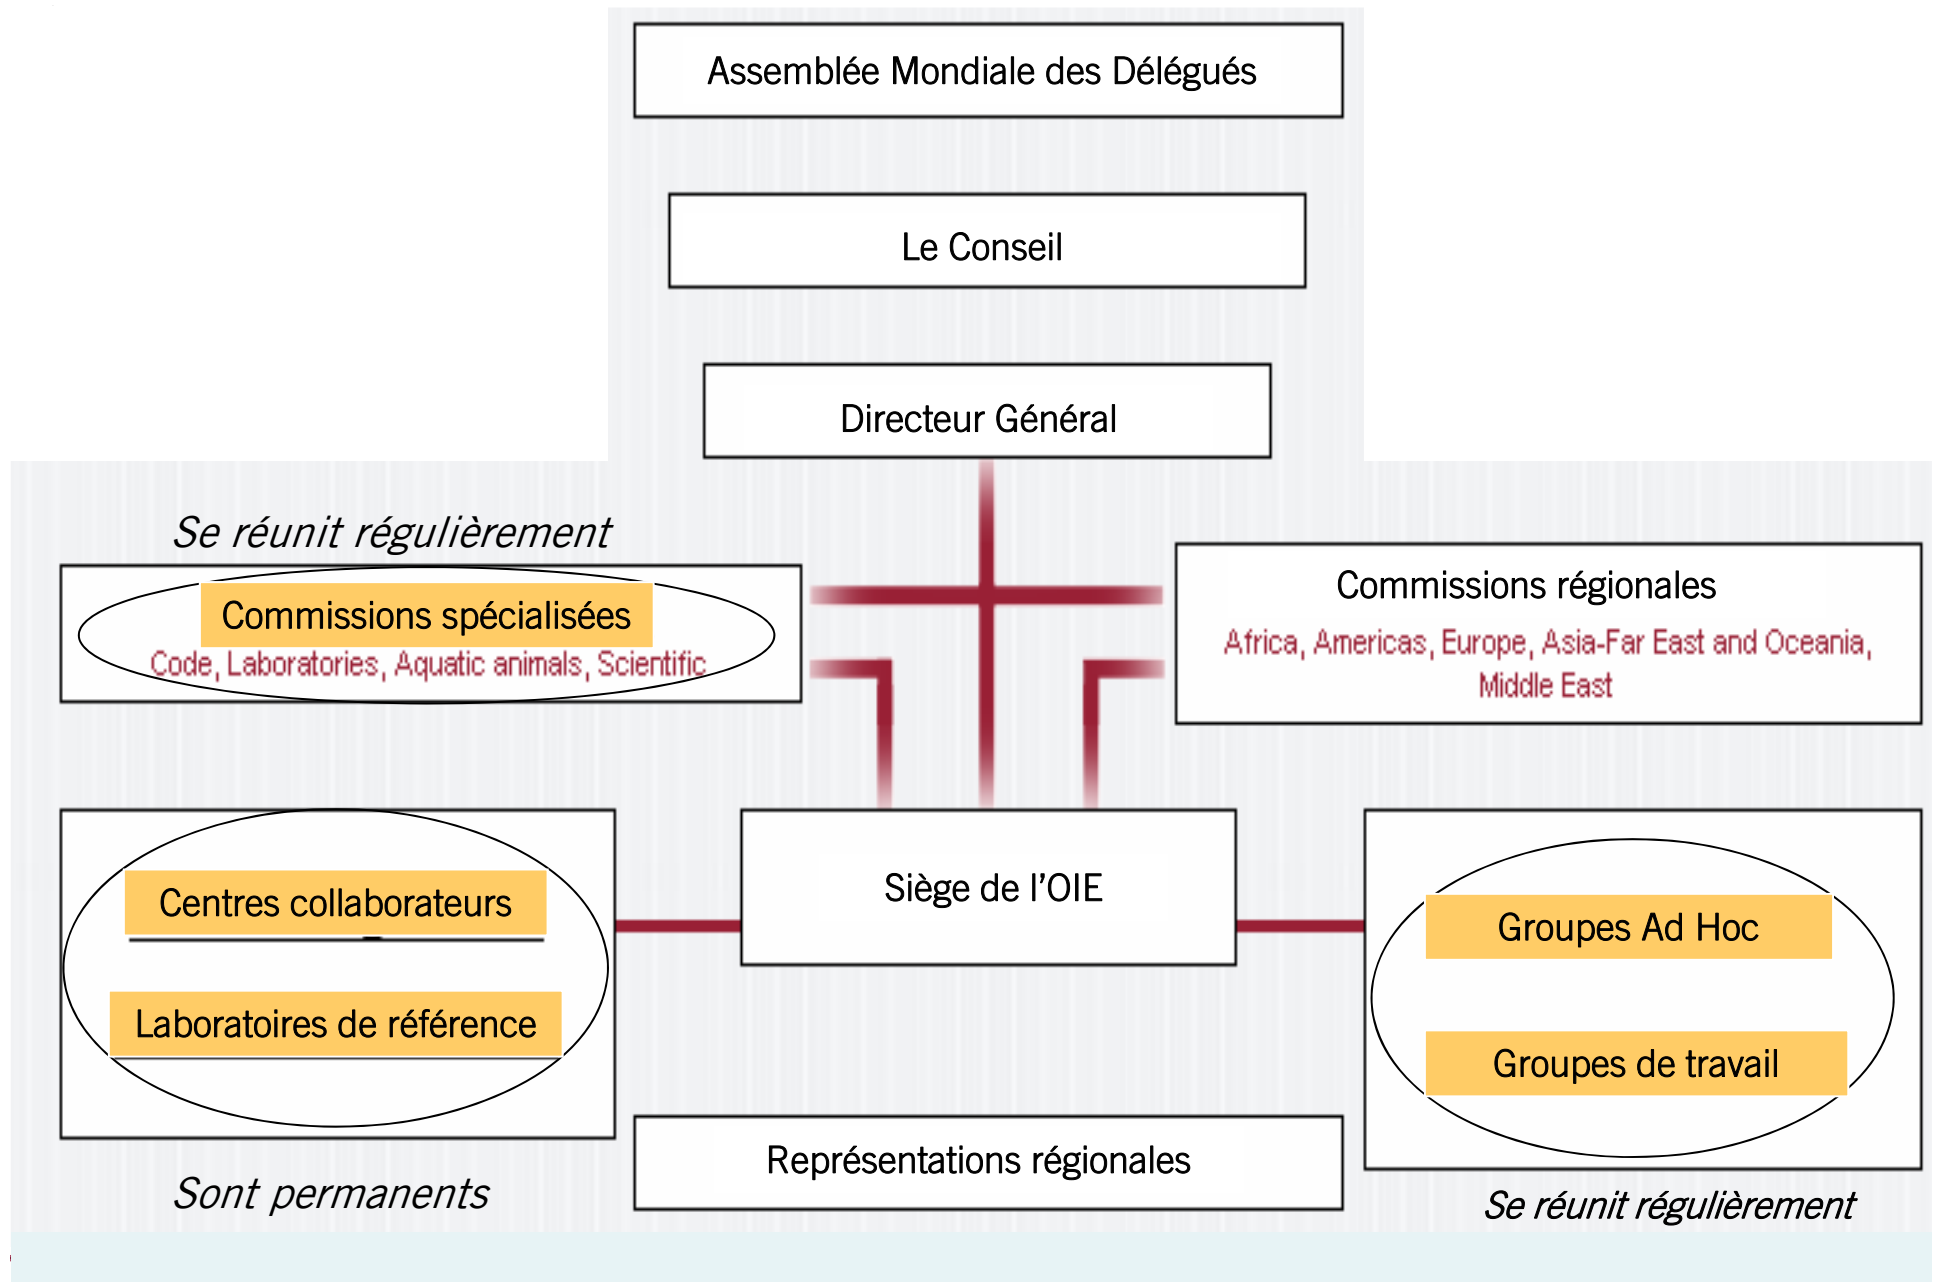 Assemblée Mondiale des Délégués
Le Conseil
Directeur Général
Se réunit régulièrement
Commissions spécialisées
Code, Laboratories, Aquatic animals, Scientific
Commissions régionales
Africa, Americas, Europe, Asia-Far East and Oceania,
Middle East
Centres collaborateurs
Laboratoires de référence
Sont permanents
Siège de l'OIE
Groupes Ad Hoc
Groupes de travail
Se réunit régulièrement
Représentations régionales